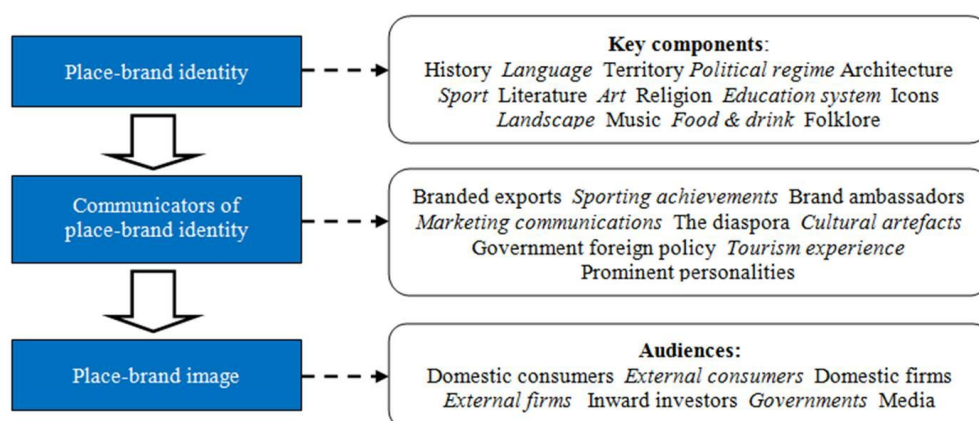 Place-brand identity
Key components:
History Language Territory Political regime Architecture
Sport Literature Art Religion Education system Icons
Landscape Music Food & drink Folklore
Communicators of
place-brand identity
Branded exports Sporting achievements Brand ambassadors
Marketing communications The diaspora Cultural artefacts
Government foreign policy Tourism experience
Prominent personalities
Place-brand image
Audiences:
Domestic consumers External consumers Domestic firms
External firms Inward investors Governments Media